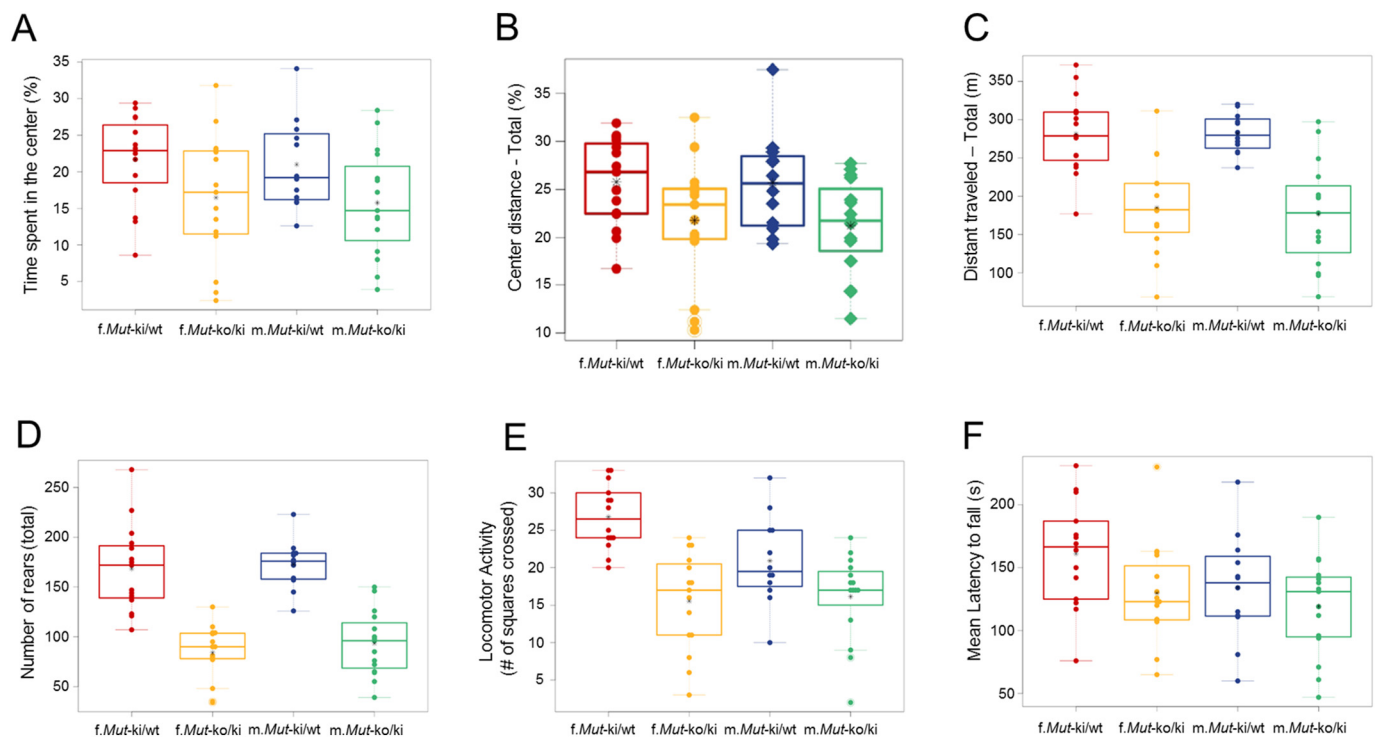 A
Time spent in the center (%)
35
30
25
20
15
10
5
f.Mut-ki/wt f.Mut-ko/ki m.Mut-ki/wt m.Mut-ko/ki
B
Center distance - Total (%)
35
30
25
20
15
10
f.Mut-ki/wt f.Mut-ko/ki m.Mut-ki/wt m.Mut-ko/ki
C
Distant traveled – Total (m)
350
300
250
200
150
100
f.Mut-ki/wt f.Mut-ko/ki m.Mut-ki/wt m.Mut-ko/ki
D
Number of rears (total)
250
200
150
100
50
f.Mut-ki/wt f.Mut-ko/ki m.Mut-ki/wt m.Mut-ko/ki
E
Locomotor Activity
(# of squares crossed)
30
25
20
15
10
5
f.Mut-ki/wt f.Mut-ko/ki m.Mut-ki/wt m.Mut-ko/ki
F
Mean Latency to fall (s)
200
150
100
50
f.Mut-ki/wt f.Mut-ko/ki m.Mut-ki/wt m.Mut-ko/ki